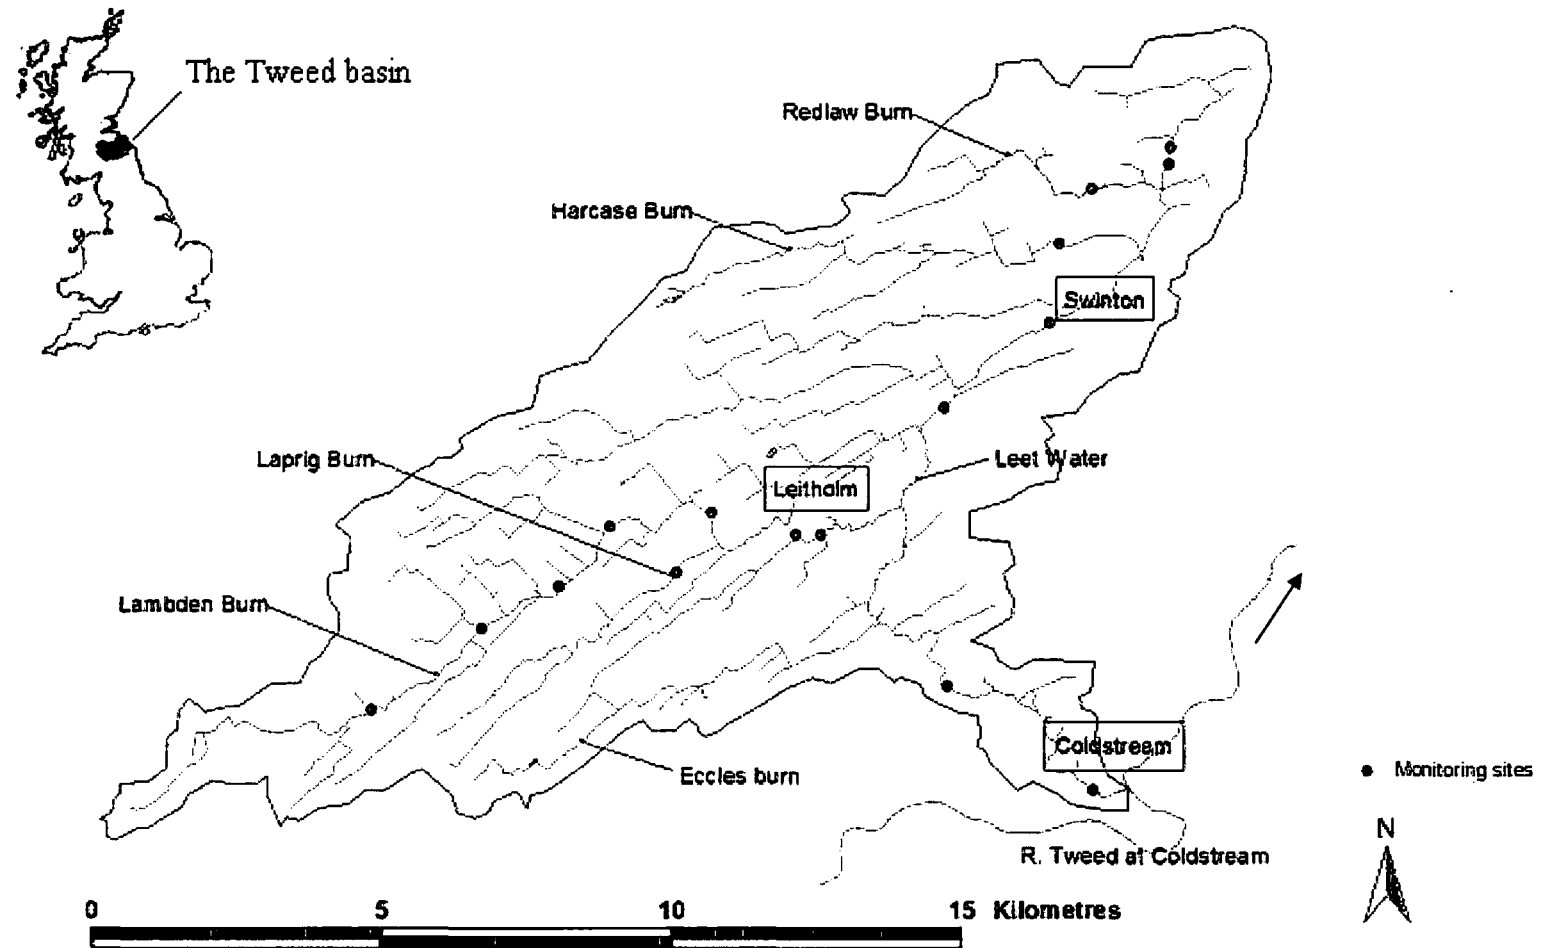 The Tweed basin
Redlaw Burn
Harcase Burn
Swinton
Laprig Burn
Leet Water
Leitholm
Lambden Burn
Coldstream
Eccles burn
Monitoring sites
N
R. Tweed at Coldstream
0 5 10 15 Kilometres